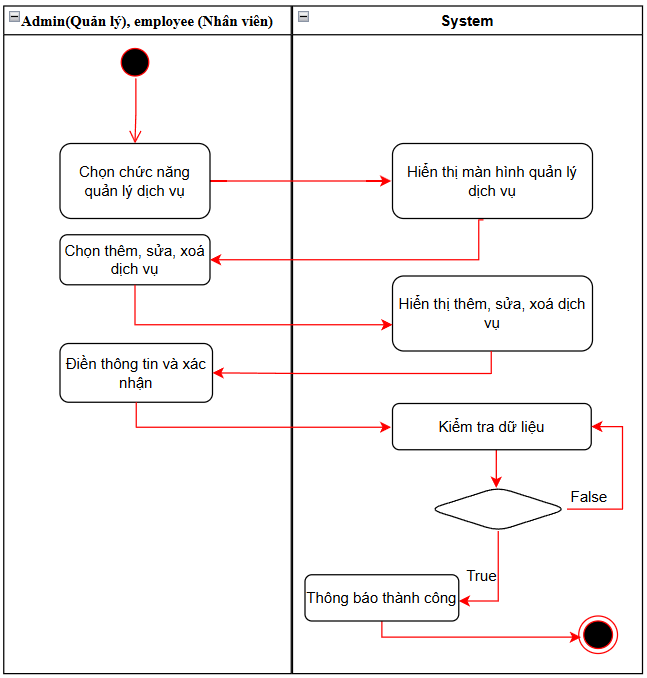 Admin(Quản lý), employee (Nhân viên)
System
Chọn chức năng
quản lý dịch vụ
Hiển thị màn hình quản lý
dịch vụ
Chọn thêm, sửa, xoá
dịch vụ
Hiển thị thêm, sửa, xoá dịch
vụ
Điền thông tin và xác
nhận
Kiểm tra dữ liệu
False
True
Thông báo thành công